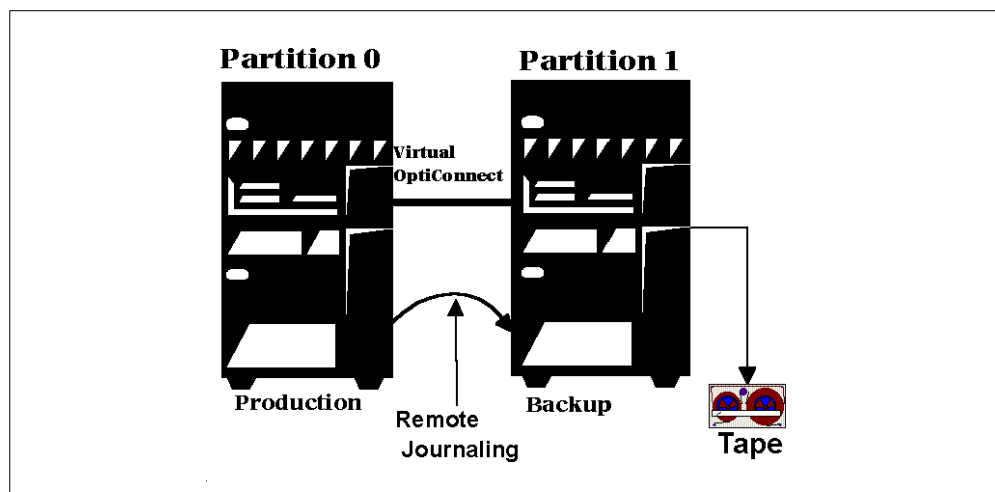 Partition 0
Partition 1
Virtual
OptiConnect
Production
Backup
Remote
Journaling
Tape